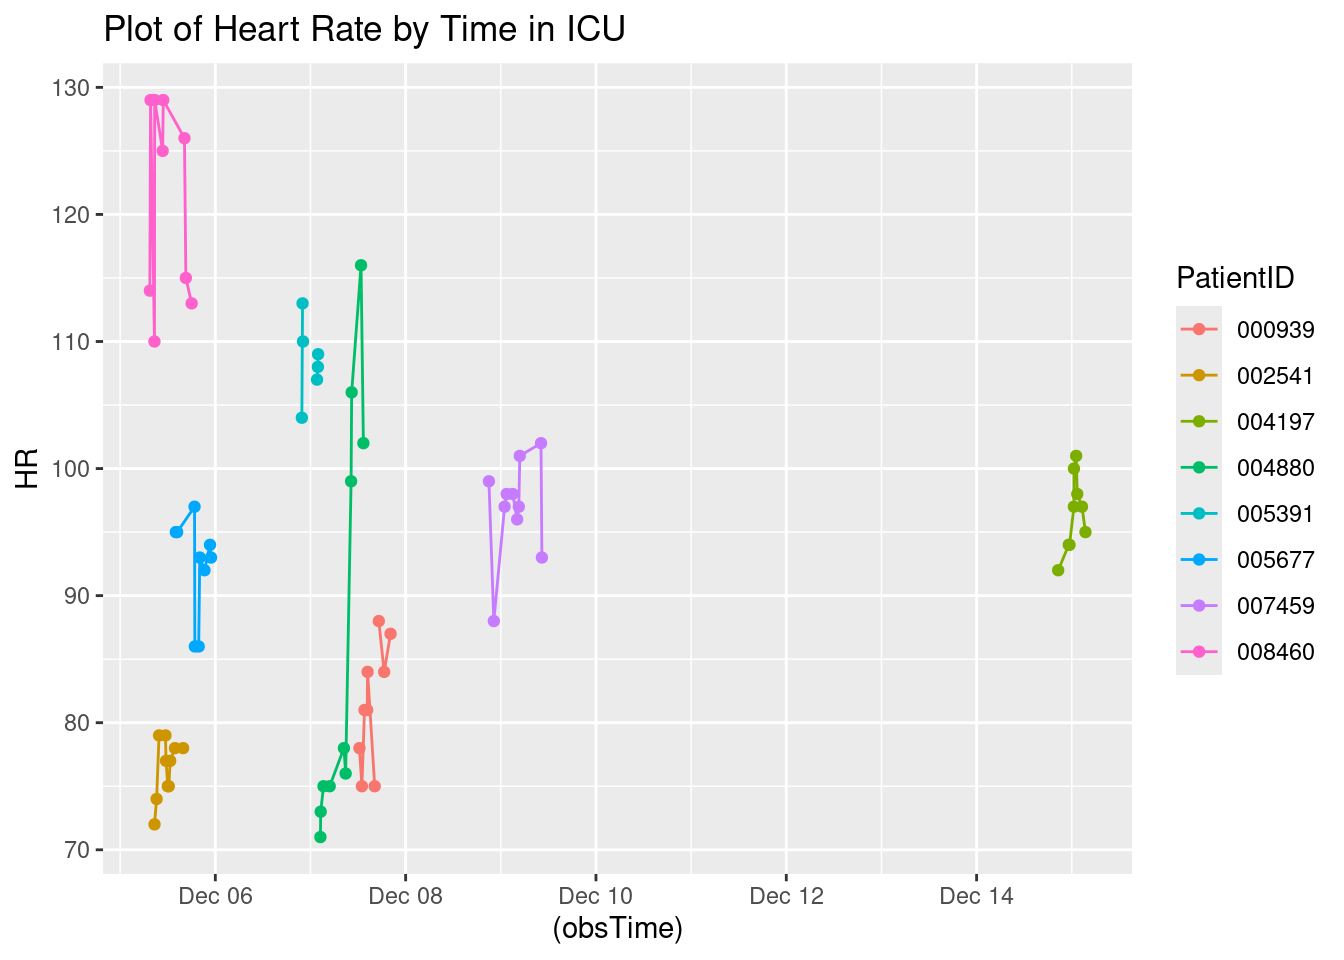 Plot of Heart Rate by Time in ICU
130
120
110
100
90
80
70
HR
Dec 06
Dec 08
Dec 10
Dec 12
Dec 14
(obsTime)
PatientID
000939
002541
004197
004880
005391
005677
007459
008460